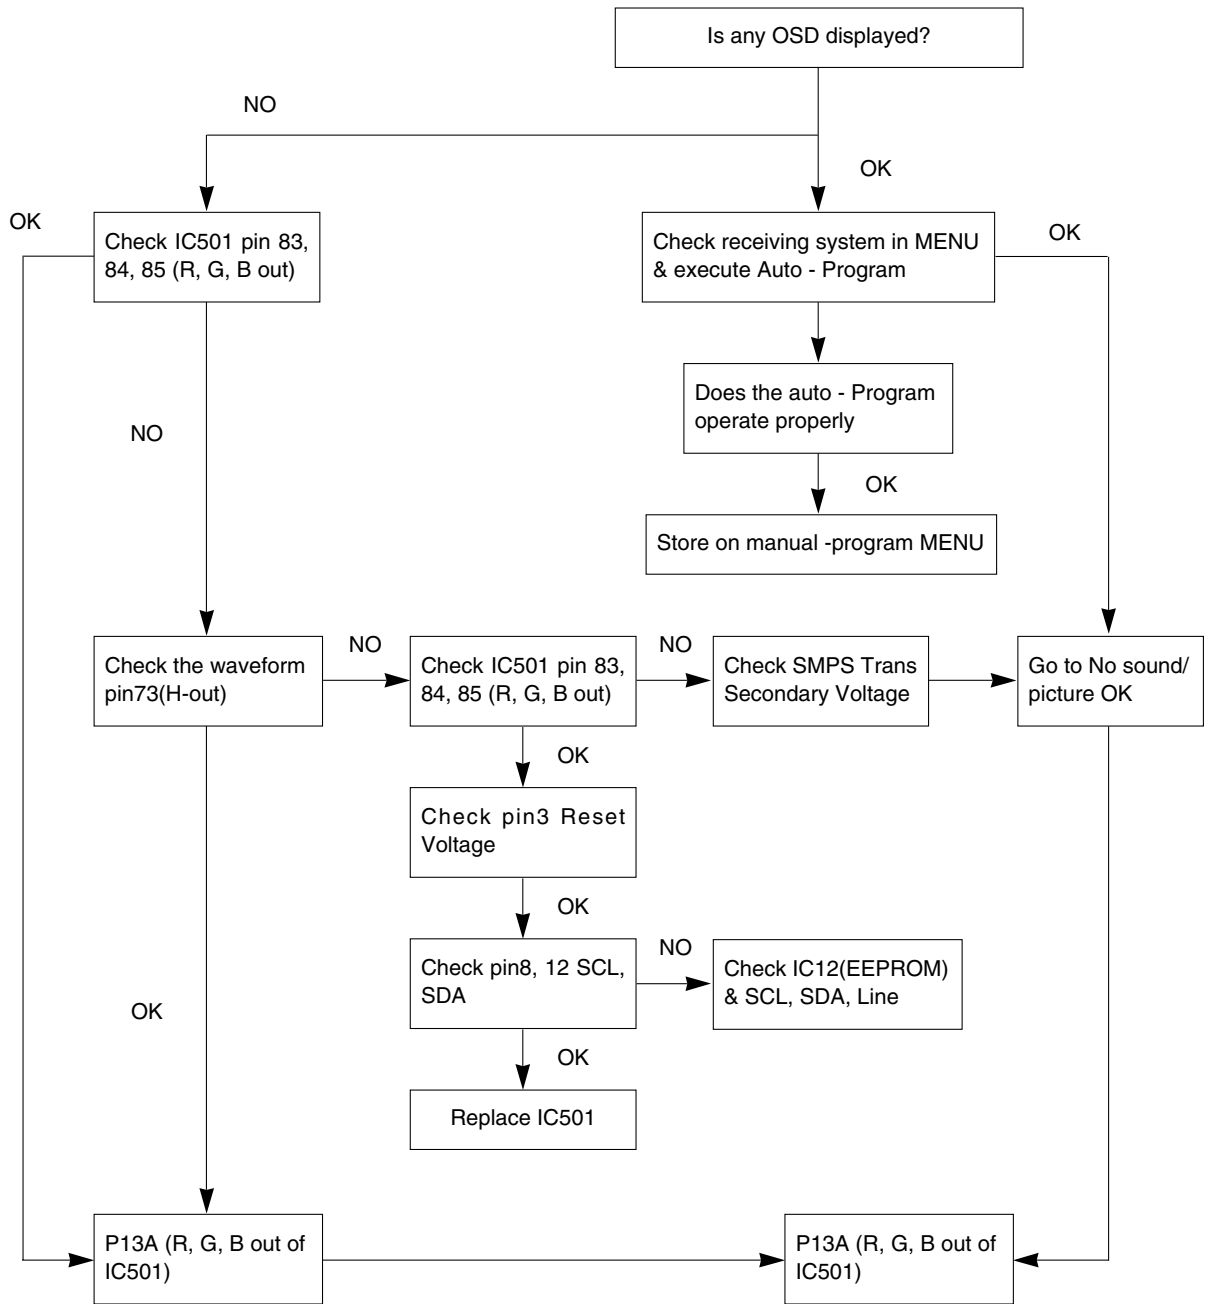 Is any OSD displayed?
NO
OK
OK
Check IC501 pin 83,
84, 85 (R, G, B out)
Check receiving system in MENU
& execute Auto - Program
OK
Does the auto - Program
operate properly
NO
OK
Store on manual -program MENU
Check the waveform
pin73(H-out)
NO
Check IC501 pin 83,
84, 85 (R, G, B out)
NO
Check SMPS Trans
Secondary Voltage
Go to No sound/
picture OK
OK
Check pin3 Reset
Voltage
OK
Check pin8, 12 SCL,
SDA
NO
Check IC12(EEPROM)
& SCL, SDA, Line
OK
OK
Replace IC501
P13A (R, G, B out of
IC501)
P13A (R, G, B out of
IC501)